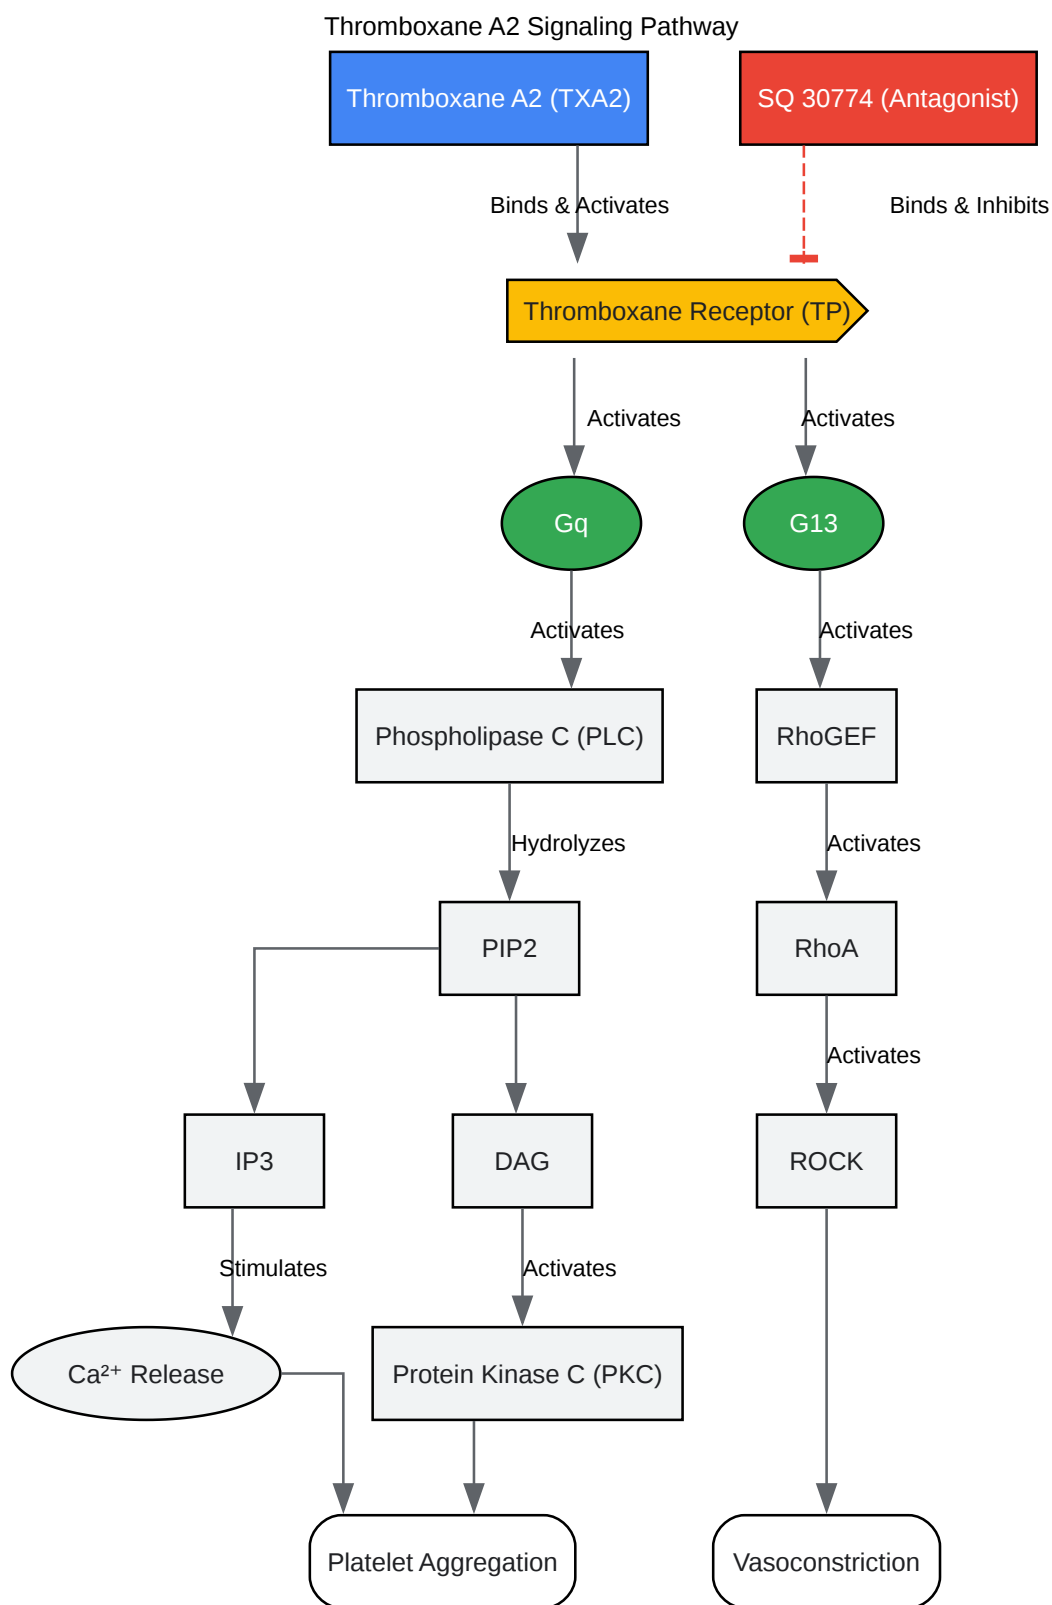 Thromboxane A2 Signaling Pathway
Thromboxane A2 (TXA2)
SQ 30774 (Antagonist)
Binds & Activates
Binds & Inhibits
Thromboxane Receptor (TP)
Activates
Activates
Gq
G13
Activates
Activates
Phospholipase C (PLC)
RhoGEF
Hydrolyzes
Activates
PIP2
RhoA
Activates
IP3
DAG
ROCK
Stimulates
Activates
Ca²⁺ Release
Protein Kinase C (PKC)
Platelet Aggregation
Vasoconstriction